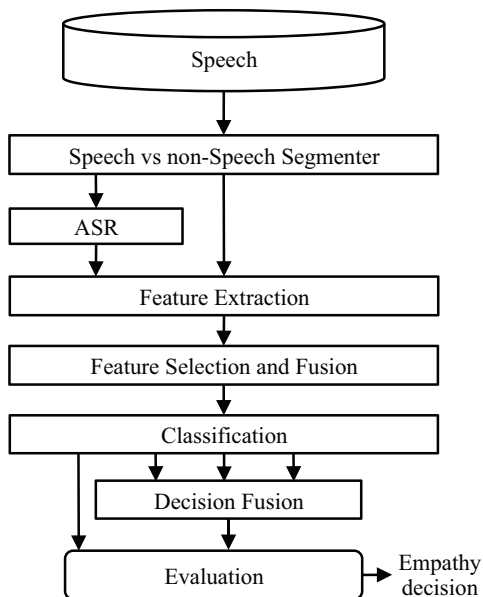 Speech
Speech vs non-Speech Segmenter
ASR
Feature Extraction
Feature Selection and Fusion
Classification
Decision Fusion
Evaluation
Empathy
decision